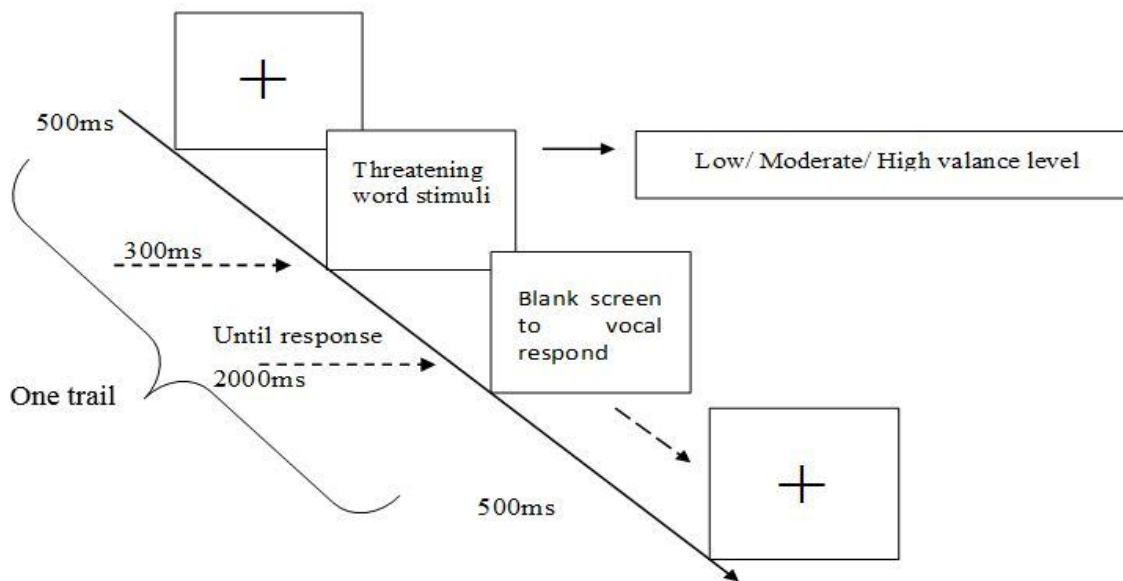 500ms
Threatening
word stimuli
Low/ Moderate/ High valance level
300ms
Blank screen
to vocal
respond
Until response
2000ms
One trail
500ms